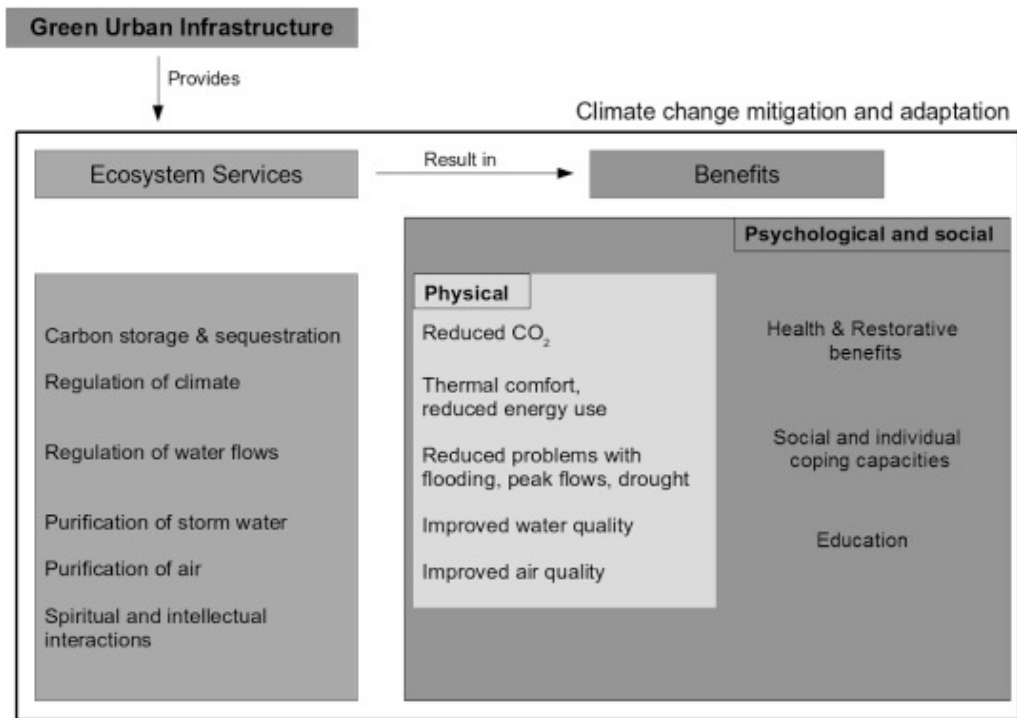 Green Urban Infrastructure
Provides
Climate change mitigation and adaptation
Ecosystem Services
Result in
Benefits
Psychological and social
Carbon storage & sequestration
Regulation of climate
Regulation of water flows
Purification of storm water
Purification of air
Spiritual and intellectual
interactions
Physical
Reduced CO₂
Thermal comfort,
reduced energy use
Reduced problems with
flooding, peak flows, drought
Improved water quality
Improved air quality
Health & Restorative
benefits
Social and individual
coping capacities
Education